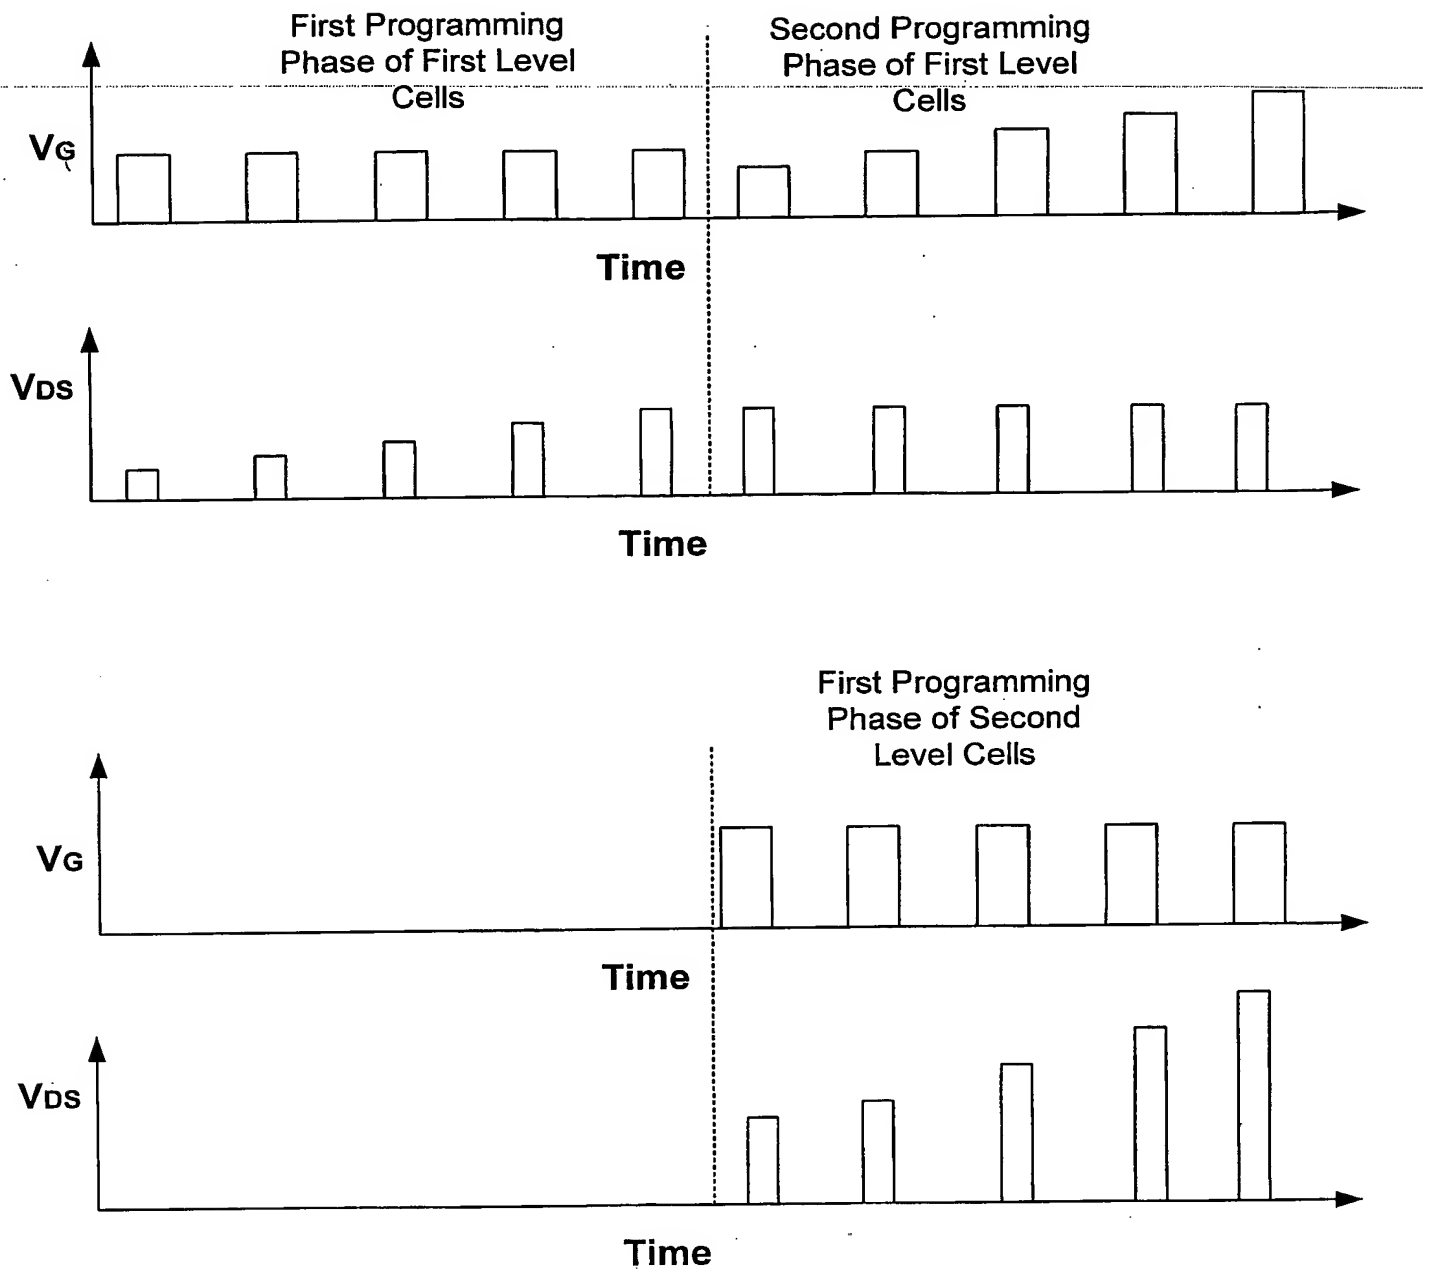 First Programming
Phase of First Level
Cells
Second Programming
Phase of First Level
Cells
VG
Time
VDS
Time
First Programming
Phase of Second
Level Cells
VG
Time
VDS
Time